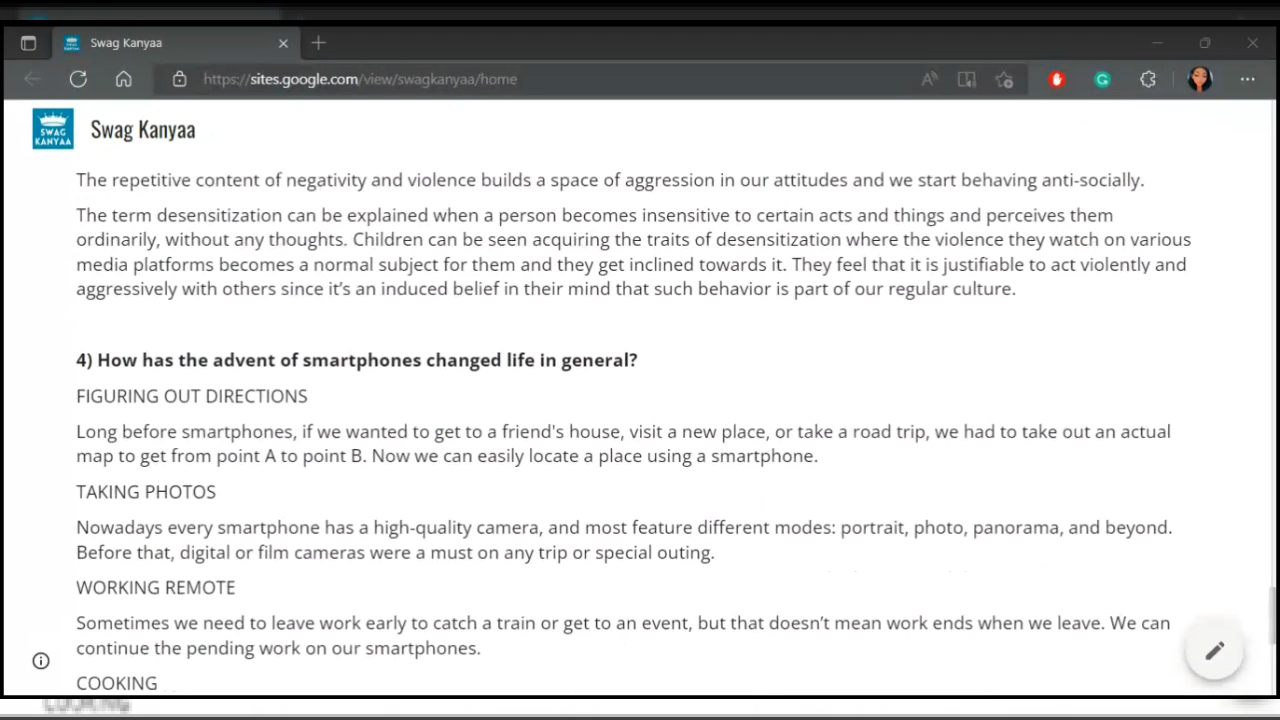 Swag Kanyaa
https://sites.google.com/view/swagkanyaa/home
SWAG
KANYAA
Swag Kanyaa
The repetitive content of negativity and violence builds a space of aggression in our attitudes and we start behaving anti-socially.
The term desensitization can be explained when a person becomes insensitive to certain acts and things and perceives them
ordinarily, without any thoughts. Children can be seen acquiring the traits of desensitization where the violence they watch on various
media platforms becomes a normal subject for them and they get inclined towards it. They feel that it is justifiable to act violently and
aggressively with others since it's an induced belief in their mind that such behavior is part of our regular culture.
4) How has the advent of smartphones changed life in general?
FIGURING OUT DIRECTIONS
Long before smartphones, if we wanted to get to a friend's house, visit a new place, or take a road trip, we had to take out an actual
map to get from point A to point B. Now we can easily locate a place using a smartphone.
TAKING PHOTOS
Nowadays every smartphone has a high-quality camera, and most feature different modes: portrait, photo, panorama, and beyond.
Before that, digital or film cameras were a must on any trip or special outing.
WORKING REMOTE
Sometimes we need to leave work early to catch a train or get to an event, but that doesn't mean work ends when we leave. We can
continue the pending work on our smartphones.
COOKING